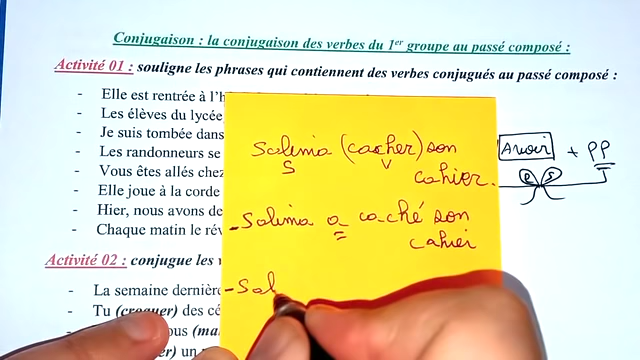 Conjugaison : la conjugaison des verbes du 1er groupe au passé composé :
Activité 01 : souligne les phrases qui contiennent des verbes conjugués au passé composé :
- Elle est rentrée à l'h
- Les élèves du lycée
- Je suis tombée dans
- Les randonneurs se
- Vous êtes allés chez
- Elle joue à la corde
- Hier, nous avons de
- Chaque matin le rév
Activité 02 : conjugue les v
- La semaine dernière
- Tu (croquer) des cé
ous (ma
er) un
Salima (cacher) son
S V
cahier.
- Salima a caché son
cahier
- Sal
Avoir + PP